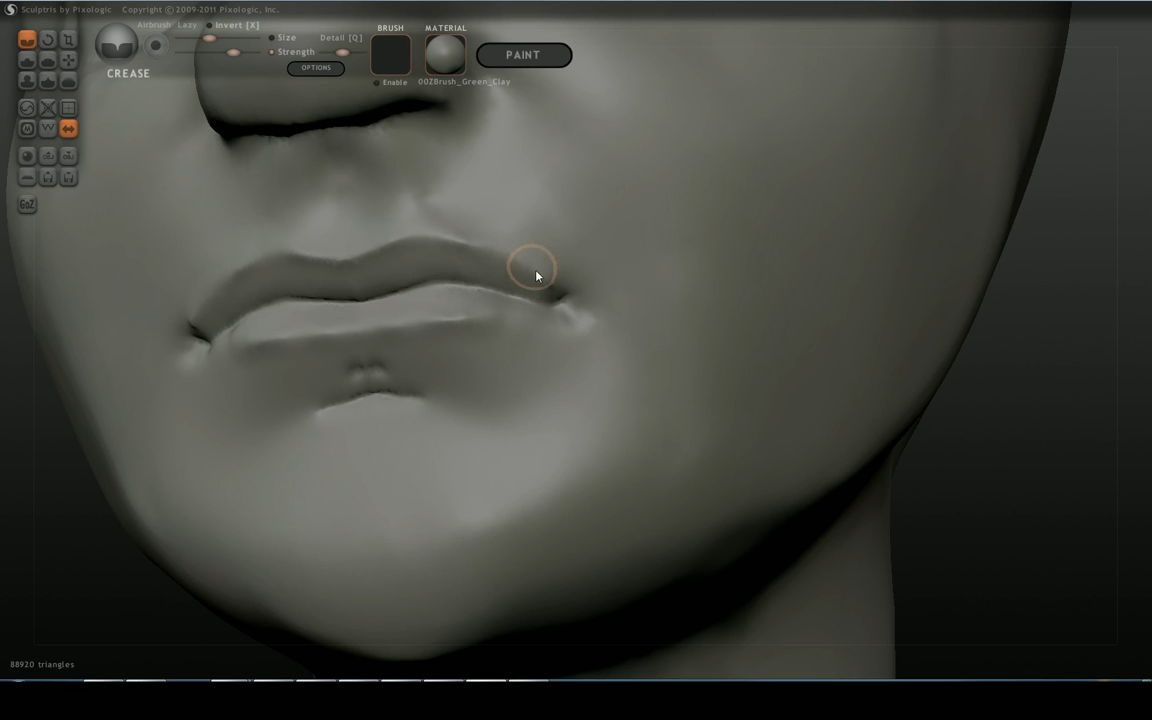 Sculptris by Pixologic Copyright © 2009-2011 Pixologic, Inc.
Airbrush Lazy Invert [X]
BRUSH MATERIAL
Size Detail [Q]
Strength
PAINT
OPTIONS
CREASE
Enable 00ZBrush_Green_Clay
GoZ
88920 triangles